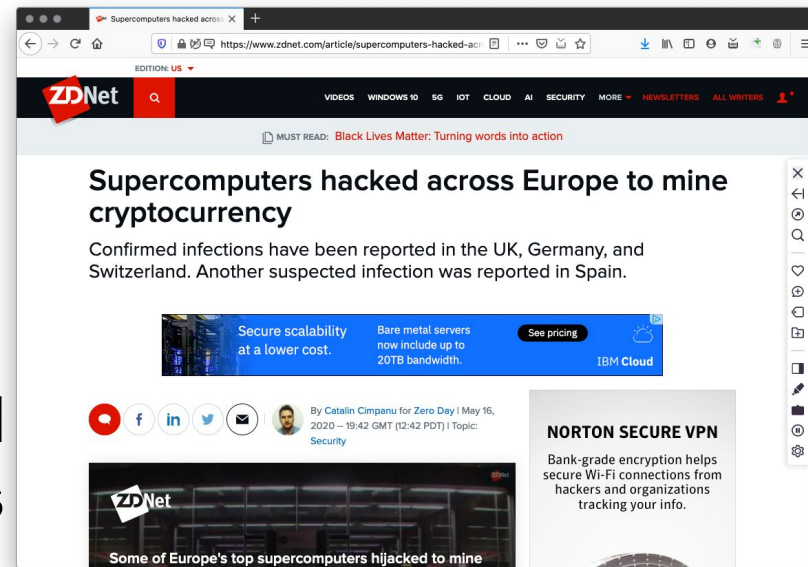 Supercomputers hacked across
https://www.zdnet.com/article/supercomputers-hacked-acr
EDITION: US
ZDNet
VIDEOS WINDOWS 10 5G IOT CLOUD AI SECURITY MORE NEWSLETTERS ALL WRITERS
MUST READ: Black Lives Matter: Turning words into action
Supercomputers hacked across Europe to mine
cryptocurrency
Confirmed infections have been reported in the UK, Germany, and
Switzerland. Another suspected infection was reported in Spain.
Secure scalability
at a lower cost.
Bare metal servers
now include up to
20TB bandwidth.
See pricing
IBM Cloud
By Catalin Cimpanu for Zero Day | May 16,
2020 -- 19:42 GMT (12:42 PDT) | Topic:
Security
ZDNet
Some of Europe's top supercomputers hijacked to mine
NORTON SECURE VPN
Bank-grade encryption helps
secure Wi-Fi connections from
hackers and organizations
tracking your info.